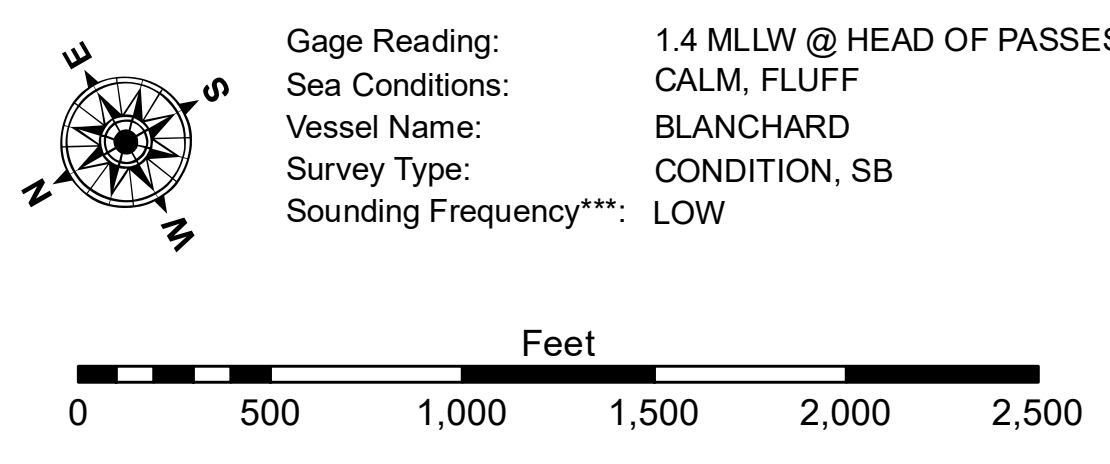 E
S
N
W
Gage Reading: 1.4 MLLW @ HEAD OF PASSES
Sea Conditions: CALM, FLUFF
Vessel Name: BLANCHARD
Survey Type: CONDITION, SB
Sounding Frequency***: LOW
Feet
0 500 1,000 1,500 2,000 2,500